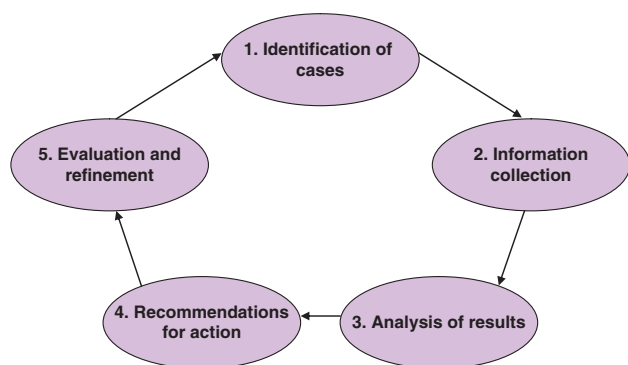 1. Identification of
cases
2. Information
collection
3. Analysis of results
4. Recommendations
for action
5. Evaluation and
refinement